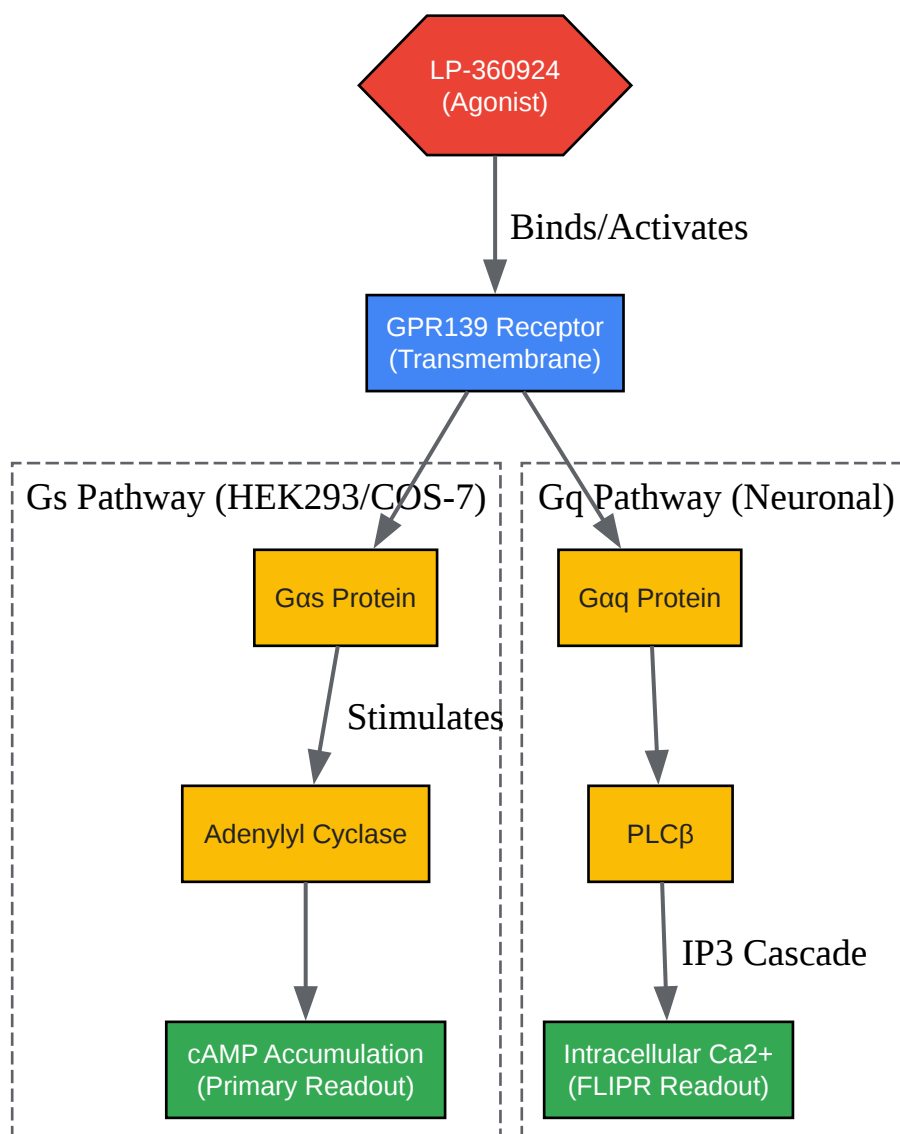 LP-360924
(Agonist)
Binds/Activates
GPR139 Receptor
(Transmembrane)
Gs Pathway (HEK293/COS-7)
Gq Pathway (Neuronal)
Gαs Protein
Gαq Protein
Stimulates
Adenylyl Cyclase
PLCβ
IP3 Cascade
cAMP Accumulation
(Primary Readout)
Intracellular Ca2+
(FLIPR Readout)